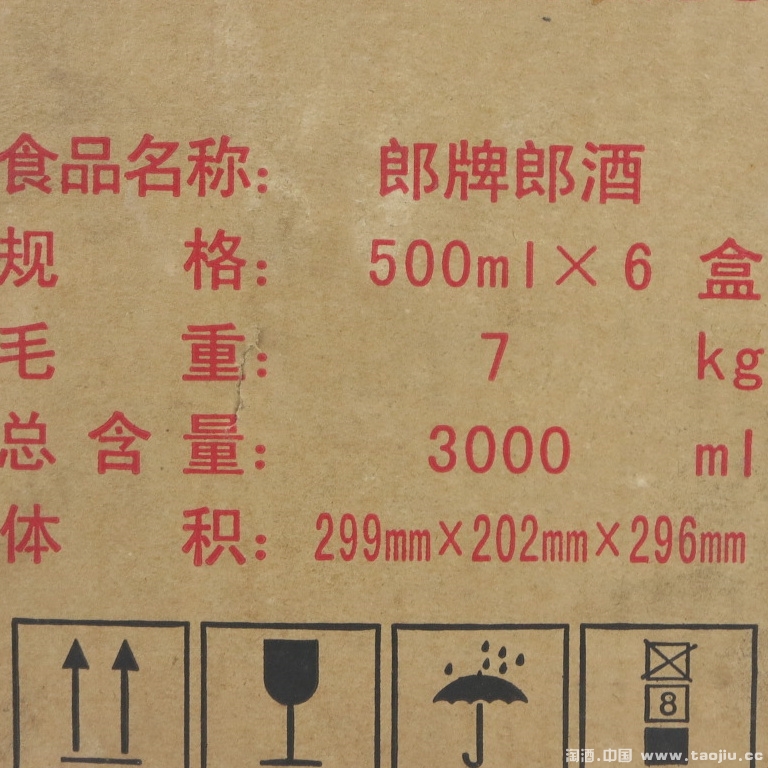 食品名称: 郎牌郎酒
规 格: 500ml×6 盒
毛 重: 7 kg
总含量: 3000 ml
体 积: 299mm×202mm×296mm
8
淘酒.中国 www.taojiu.cc